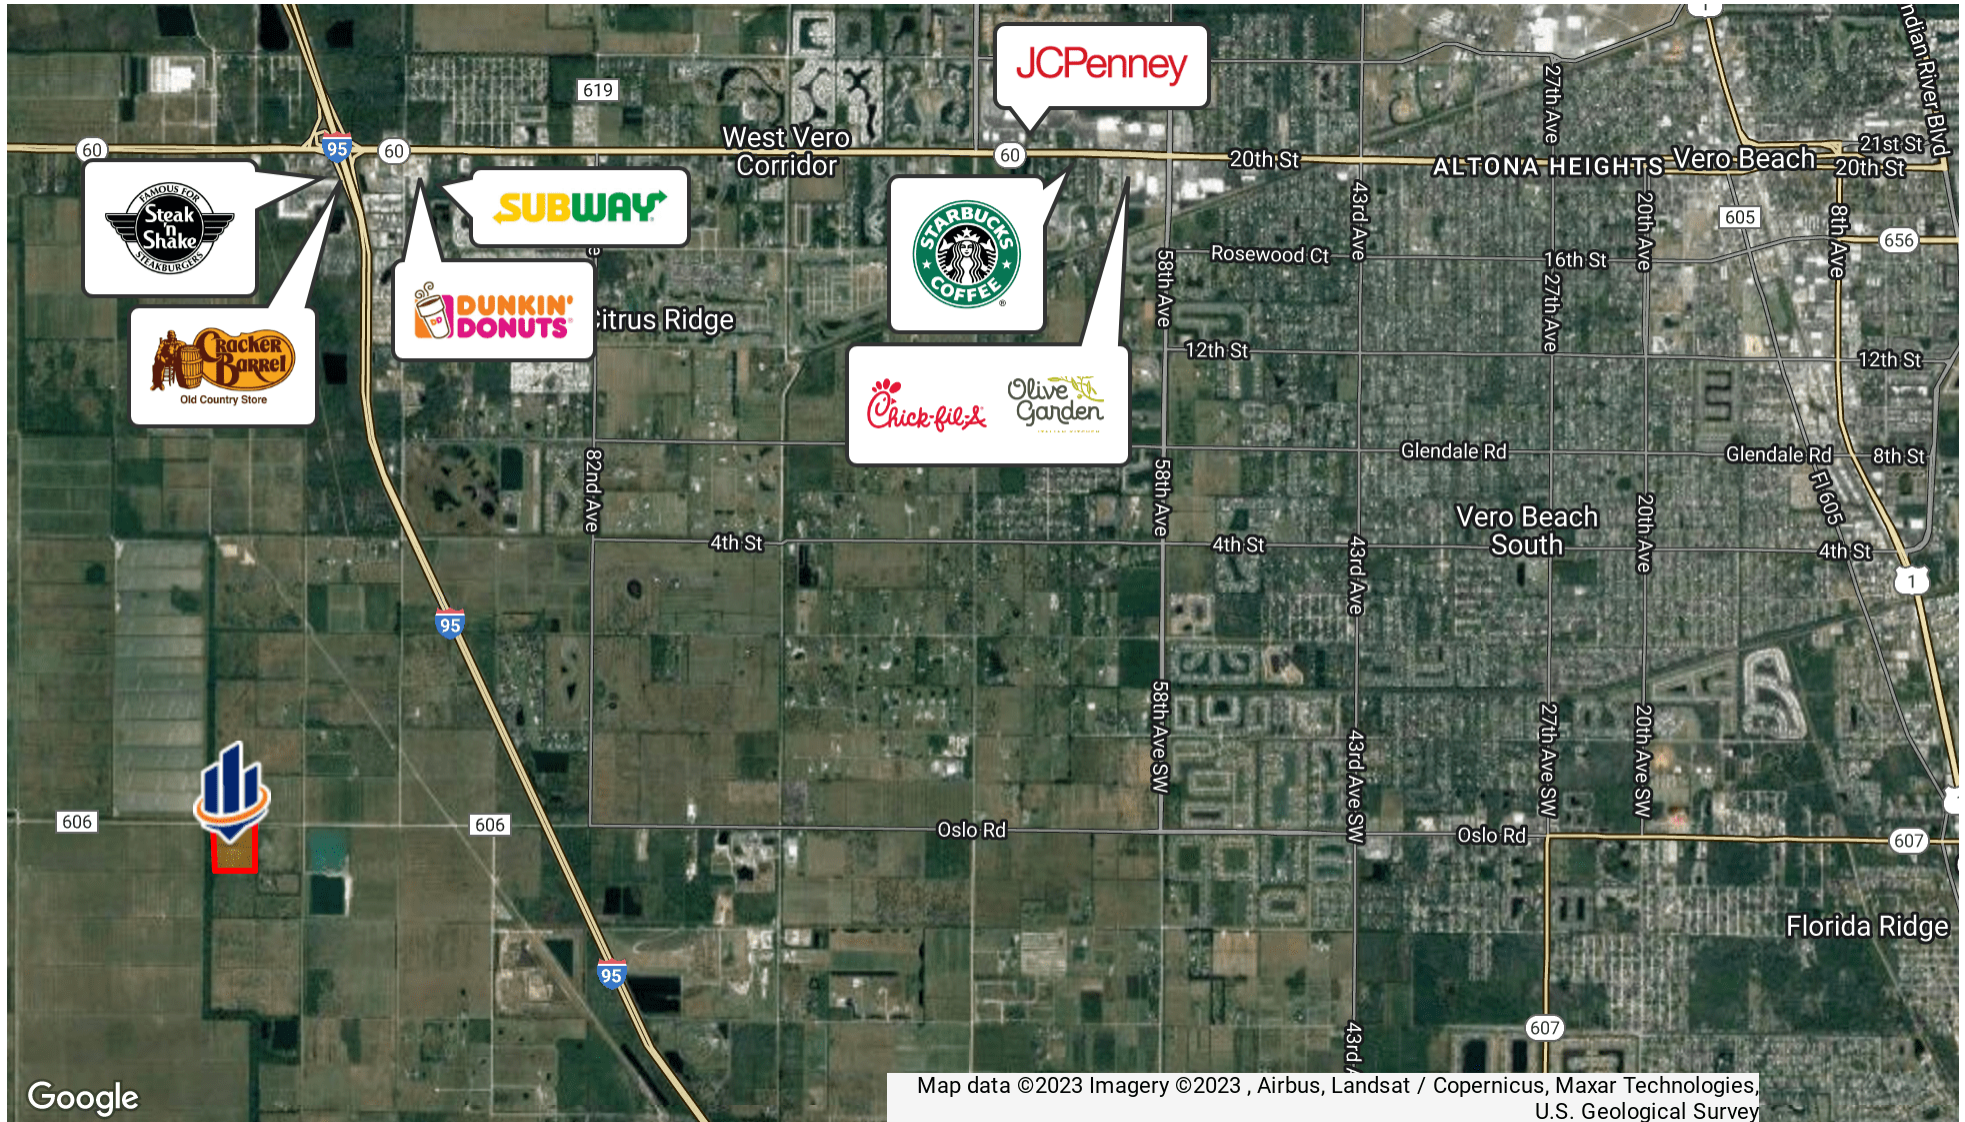 1
Indian River Blvd
JCPenney
27th Ave
619
West Vero
Corridor
60
95
60
60
20th St
ALTONA HEIGHTS
Vero Beach
21st St
20th St
FAMOUS FOR
Steak
'n
Shake
STEAKBURGERS
SUBWAY
STARBUCKS
COFFEE
®
58th Ave
Rosewood Ct
43rd Ave
16th St
27th Ave
20th Ave
605
8th Ave
656
e
DUNKIN'
DONUTS
DD
Citrus Ridge
Cracker
Barrel
Old Country Store
12th St
12th St
Chick-fil-A
Olive
Garden
82nd Ave
58th Ave
Glendale Rd
Glendale Rd
8th St
Fl 605
4th St
4th St
43rd Ave
Vero Beach
South
20th Ave
4th St
1
95
58th Ave SW
43rd Ave SW
27th Ave SW
20th Ave SW
606
606
Oslo Rd
Oslo Rd
607
Florida Ridge
95
607
43rd A
Google
Map data ©2023 Imagery ©2023 , Airbus, Landsat / Copernicus, Maxar Technologies,
U.S. Geological Survey